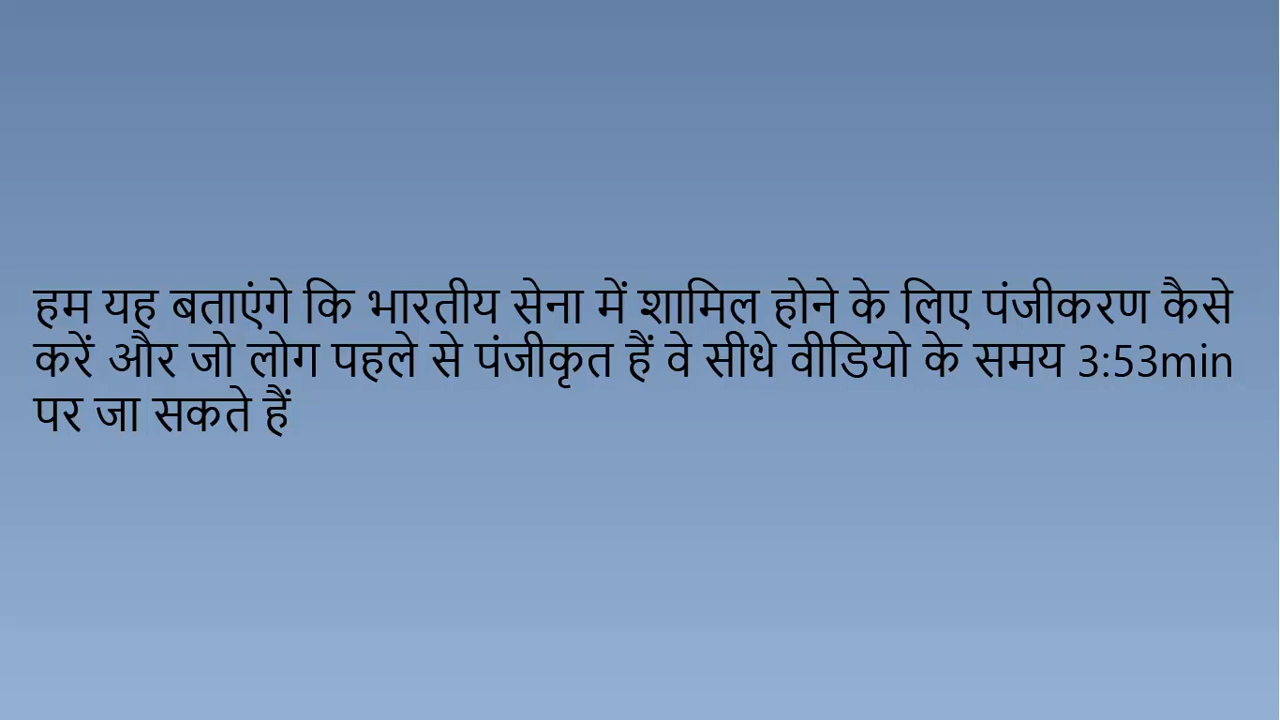 हम यह बताएंगे कि भारतीय सेना में शामिल होने के लिए पंजीकरण कैसे
करें और जो लोग पहले से पंजीकृत हैं वे सीधे वीडियो के समय 3:53min
पर जा सकते हैं